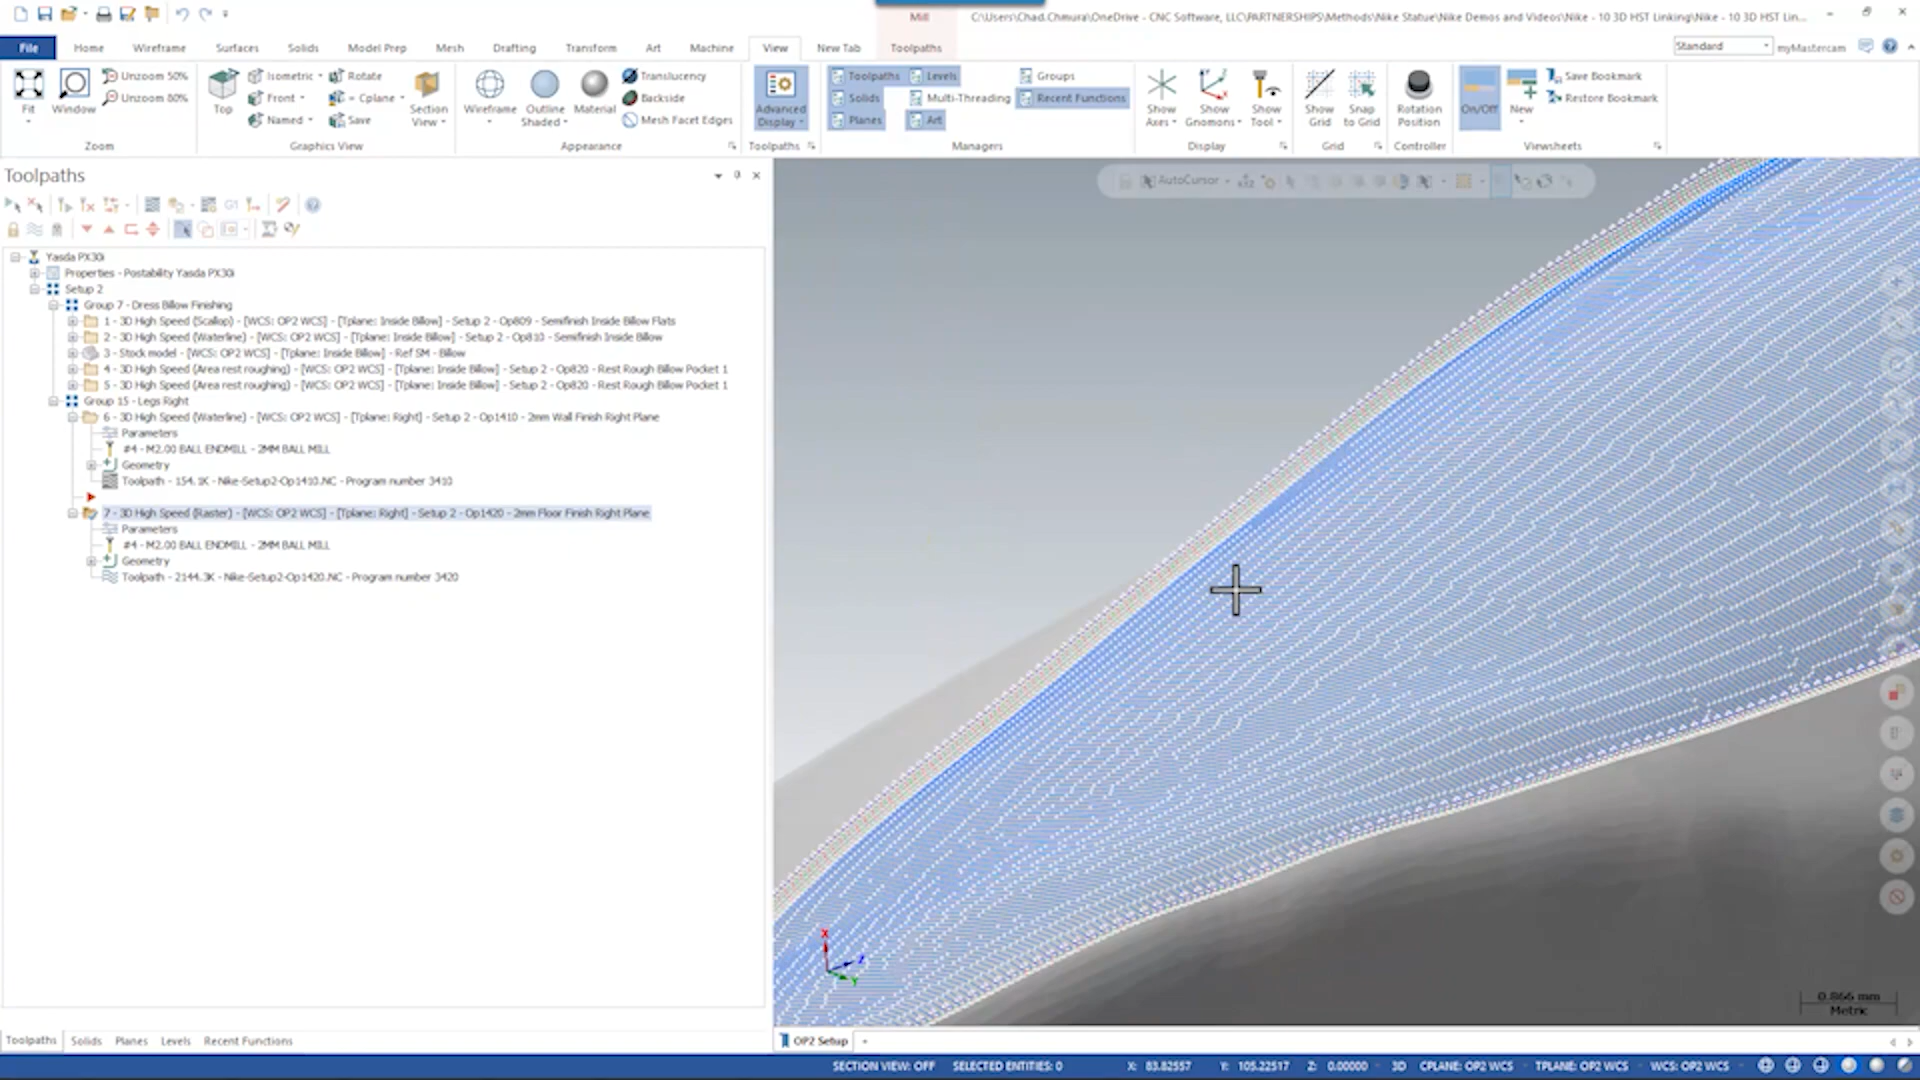 Mill
C:\Users\Chad.Chmura\OneDrive - CNC Software, LLC\PARTNERSHIPS\Methods\Nike Statue\Nike Demos and Videos\Nike - 10 3D HST Linking\Nike - 10 3D HST Lin...
File Home Wireframe Surfaces Solids Model Prep Mesh Drafting Transform Art Machine View New Tab Toolpaths Standard myMastercam
Fit Window Unzoom 50% Unzoom 80%
Zoom
Top Isometric Front Named Rotate = Cplane Save Section View
Graphics View
Wireframe Outline Shaded Material Translucency Backside Mesh Facet Edges
Appearance
Advanced Display
Toolpaths
Toolpaths Levels Groups
Solids Multi-Threading Recent Functions
Planes Art
Managers
Show Axes Show Gnomons Show Tool
Display
Show Grid Snap to Grid
Grid
Rotation Position
Controller
On/Off New Save Bookmark Restore Bookmark
Viewsheets
Toolpaths
AutoCursor
Yasda PX30i
Properties - Postability Yasda PX30i
Setup 2
Group 7 - Dress Billow Finishing
1 - 3D High Speed (Scallop) - [WCS: OP2 WCS] - [Tplane: Inside Billow] - Setup 2 - Op809 - Semifinish Inside Billow Flats
2 - 3D High Speed (Waterline) - [WCS: OP2 WCS] - [Tplane: Inside Billow] - Setup 2 - Op810 - Semifinish Inside Billow
3 - Stock model - [WCS: OP2 WCS] - [Tplane: Inside Billow] - Ref SM - Billow
4 - 3D High Speed (Area rest roughing) - [WCS: OP2 WCS] - [Tplane: Inside Billow] - Setup 2 - Op820 - Rest Rough Billow Pocket 1
5 - 3D High Speed (Area rest roughing) - [WCS: OP2 WCS] - [Tplane: Inside Billow] - Setup 2 - Op820 - Rest Rough Billow Pocket 1
Group 15 - Legs Right
6 - 3D High Speed (Waterline) - [WCS: OP2 WCS] - [Tplane: Right] - Setup 2 - Op1410 - 2mm Wall Finish Right Plane
Parameters
#4 - M2.00 BALL ENDMILL - 2MM BALL MILL
Geometry
Toolpath - 154.1K - Nike-Setup2-Op1410.NC - Program number 3410
7 - 3D High Speed (Raster) - [WCS: OP2 WCS] - [Tplane: Right] - Setup 2 - Op1420 - 2mm Floor Finish Right Plane
Parameters
#4 - M2.00 BALL ENDMILL - 2MM BALL MILL
Geometry
Toolpath - 2144.3K - Nike-Setup2-Op1420.NC - Program number 3420
X
Z
Y
0.866 mm
Metric
Toolpaths Solids Planes Levels Recent Functions
OP2 Setup
SECTION VIEW: OFF SELECTED ENTITIES: 0 X: 83.82557 Y: 105.22517 Z: 0.00000 3D CPLANE: OP2 WCS TPLANE: OP2 WCS WCS: OP2 WCS